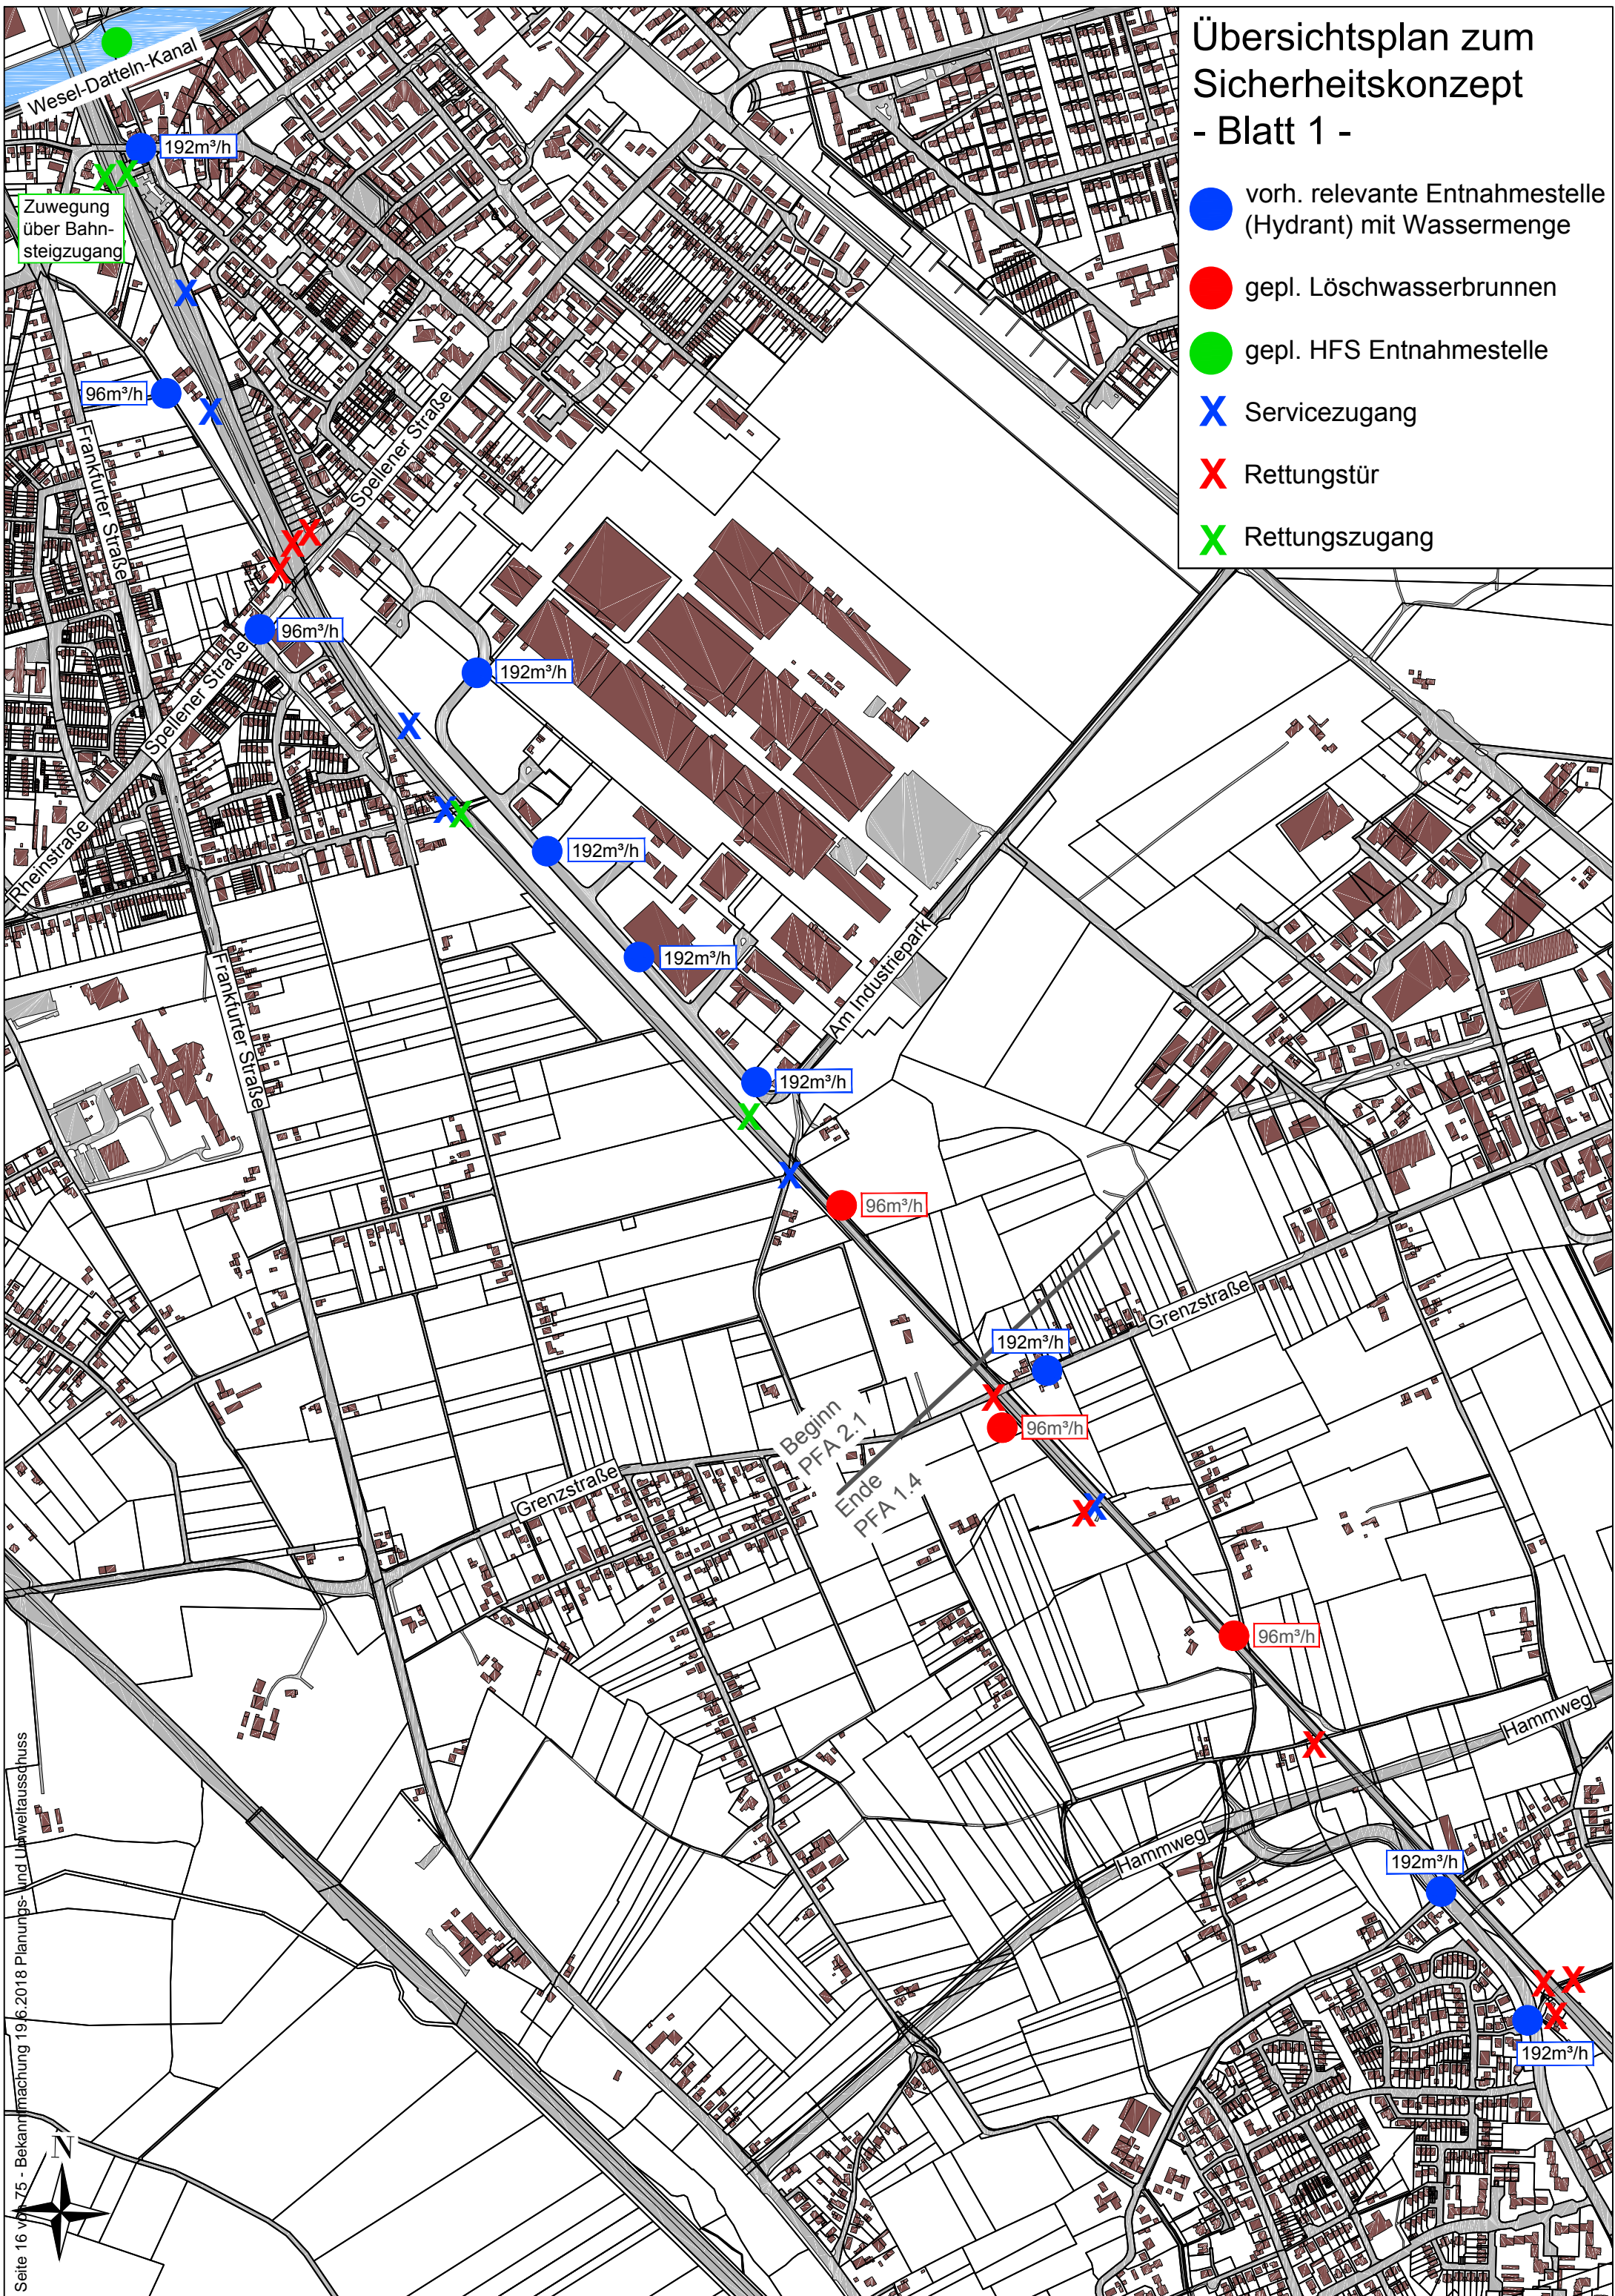 Übersichtsplan zum
Sicherheitskonzept
- Blatt 1 -
vorh. relevante Entnahmestelle
(Hydrant) mit Wassermenge
gepl. Löschwasserbrunnen
gepl. HFS Entnahmestelle
X Servicezugang
X Rettungstür
X Rettungszugang
Wesel-Datteln-Kanal
192m³/h
X X
Zuwegung
über Bahn-
steigzugang
X
96m³/h
X
Frankfurter Straße
Spellener Straße
X X
X
96m³/h
Spellener Straße
192m³/h
X
X X
Rheinstraße
192m³/h
192m³/h
Frankfurter Straße
Am Industriepark
192m³/h
X
X
96m³/h
Grenzstraße
192m³/h
X
96m³/h
Beginn
PFA 2.1
Ende
PFA 1.4
Grenzstraße
X X
96m³/h
Hammweg
X
Hammweg
192m³/h
X X
X
192m³/h
N
Seite 16 von 75 - Bekanntmachung 19.6.2018 Planungs- und Umweltausschuss